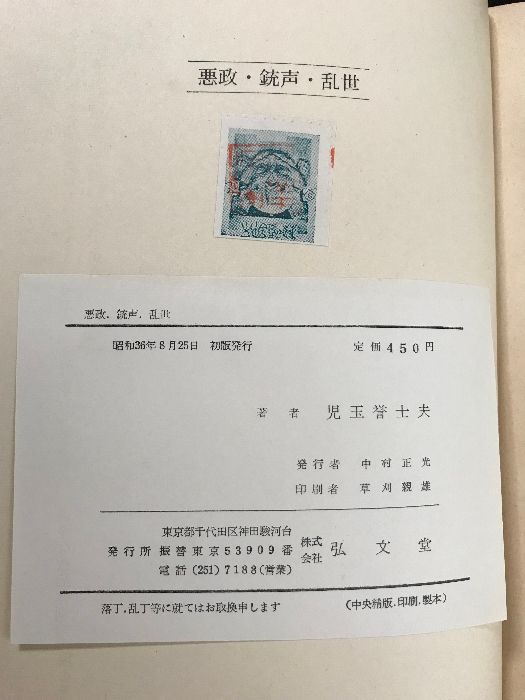 悪政・銃声・乱世
悪政．銃声．乱世
昭和36年8月25日　初版発行　定価450円
著者　児玉誉士夫
発行者　中村正光
印刷者　草刈親雄
東京都千代田区神田駿河台
発行所　振替東京53909番　株式会社　弘文堂
電話（251）7188（営業）
落丁．乱丁等に就てはお取換申します　（中央精版．印刷．製本）